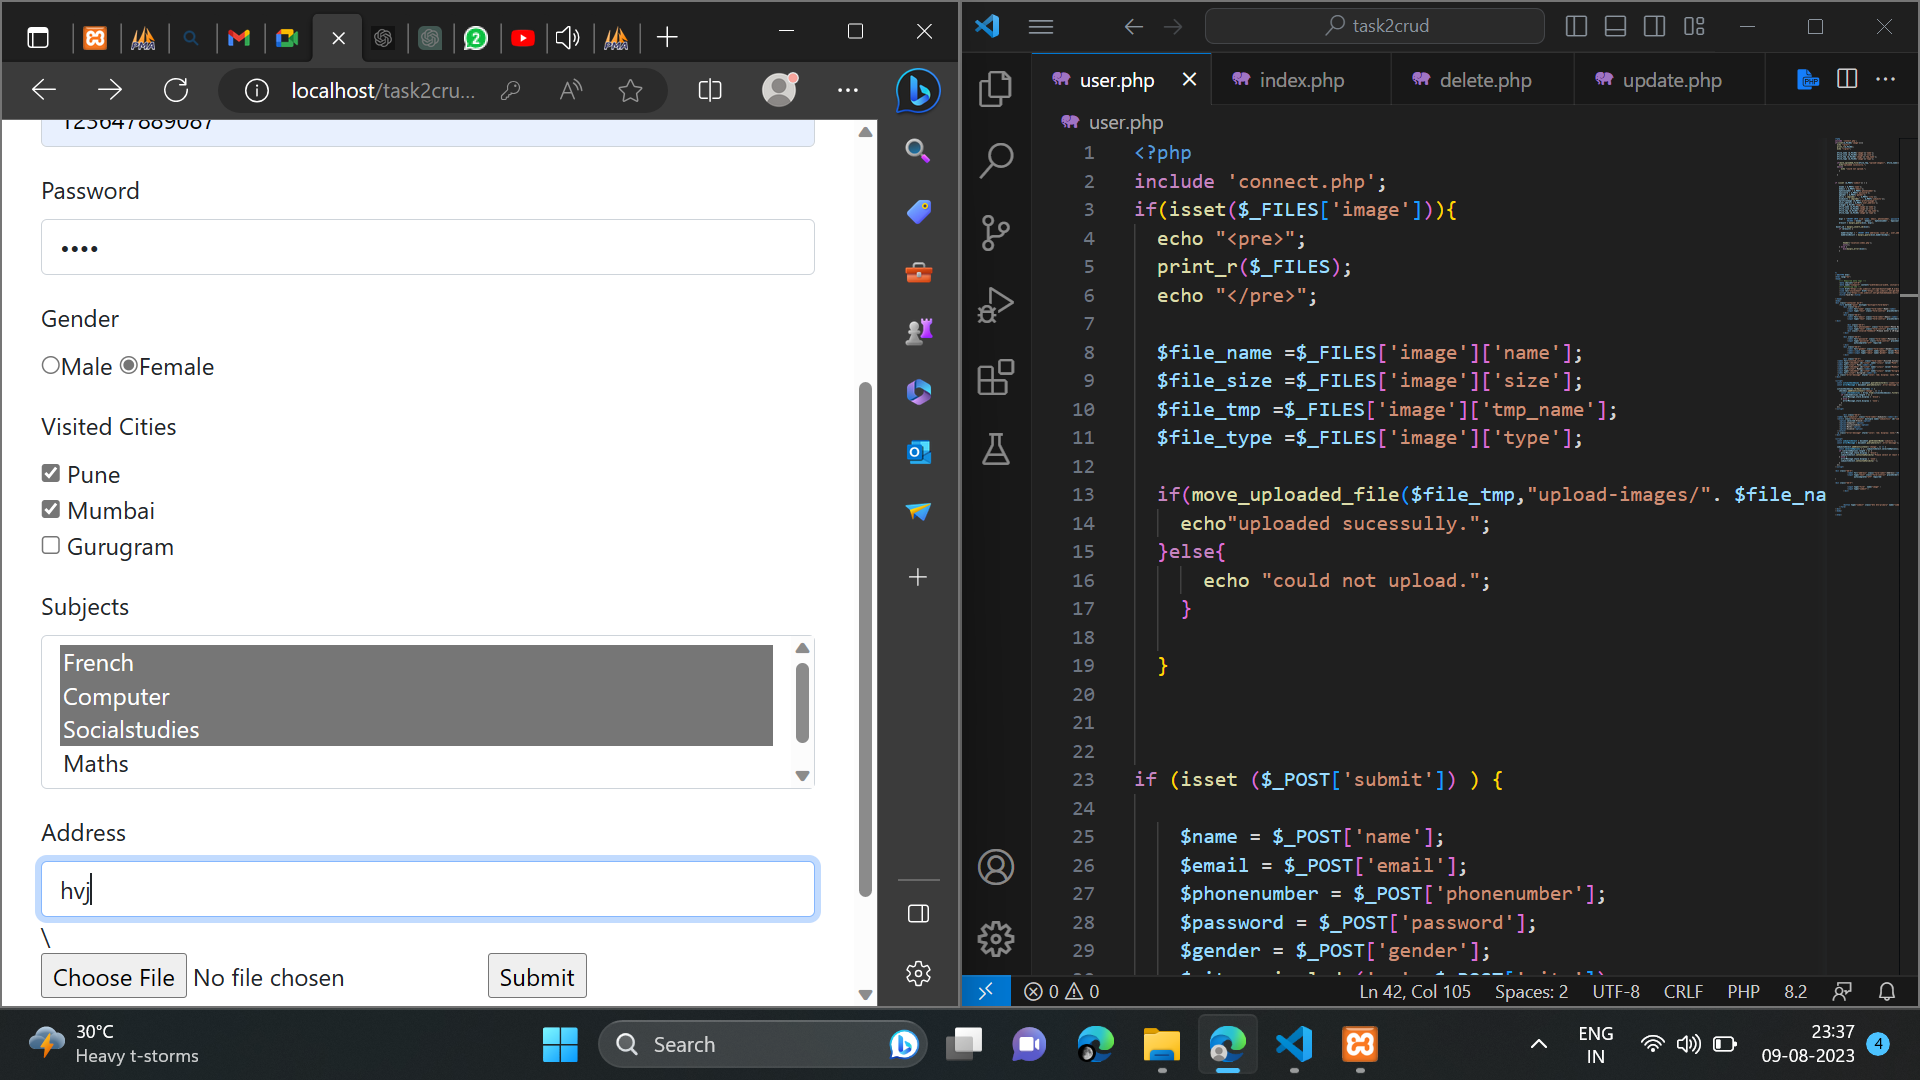 localhost/task2cru...
123647889087
Password
••••
Gender
Male Female
Visited Cities
Pune
Mumbai
Gurugram
Subjects
French
Computer
Socialstudies
Maths
Address
hvj
\
Choose File No file chosen Submit
task2crud
user.php index.php delete.php update.php
user.php
1 <?php
2 include 'connect.php';
3 if(isset($_FILES['image'])){
4 echo "<pre>";
5 print_r($_FILES);
6 echo "</pre>";
7
8 $file_name =$_FILES['image']['name'];
9 $file_size =$_FILES['image']['size'];
10 $file_tmp =$_FILES['image']['tmp_name'];
11 $file_type =$_FILES['image']['type'];
12
13 if(move_uploaded_file($file_tmp,"upload-images/". $file_na
14 echo"uploaded sucessully.";
15 }else{
16 echo "could not upload.";
17 }
18
19 }
20
21
22
23 if (isset ($_POST['submit']) ) {
24
25 $name = $_POST['name'];
26 $email = $_POST['email'];
27 $phonenumber = $_POST['phonenumber'];
28 $password = $_POST['password'];
29 $gender = $_POST['gender'];
0 0 Ln 42, Col 105 Spaces: 2 UTF-8 CRLF PHP 8.2
30°C
Heavy t-storms
Search
ENG
IN
23:37
09-08-2023
4